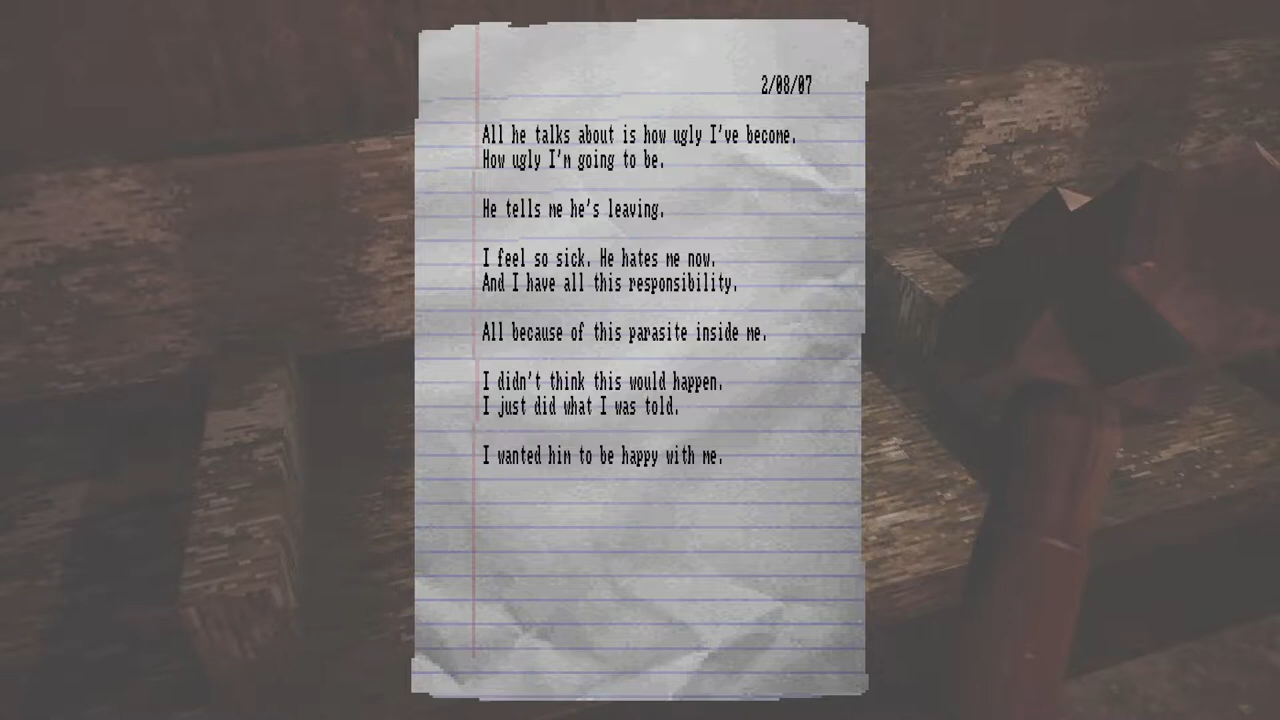 2/08/07
All he talks about is how ugly I've become.
How ugly I'm going to be.
He tells me he's leaving.
I feel so sick. He hates me now.
And I have all this responsibility.
All because of this parasite inside me.
I didn't think this would happen.
I just did what I was told.
I wanted him to be happy with me.